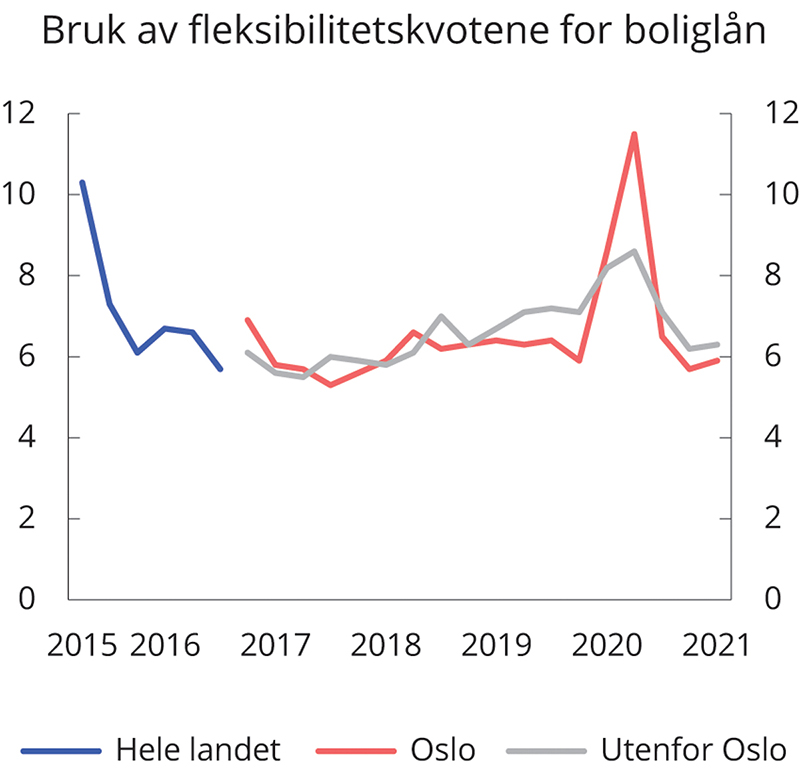 Bruk av fleksibilitetskvotene for boliglån
12 12
10 10
8 8
6 6
4 4
2 2
0 0
2015 2016 2017 2018 2019 2020 2021
Hele landet Oslo Utenfor Oslo